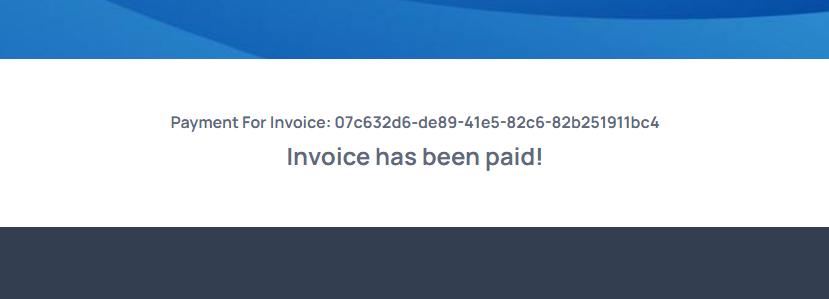 Payment For Invoice: 07c632d6-de89-41e5-82c6-82b251911bc4
Invoice has been paid!